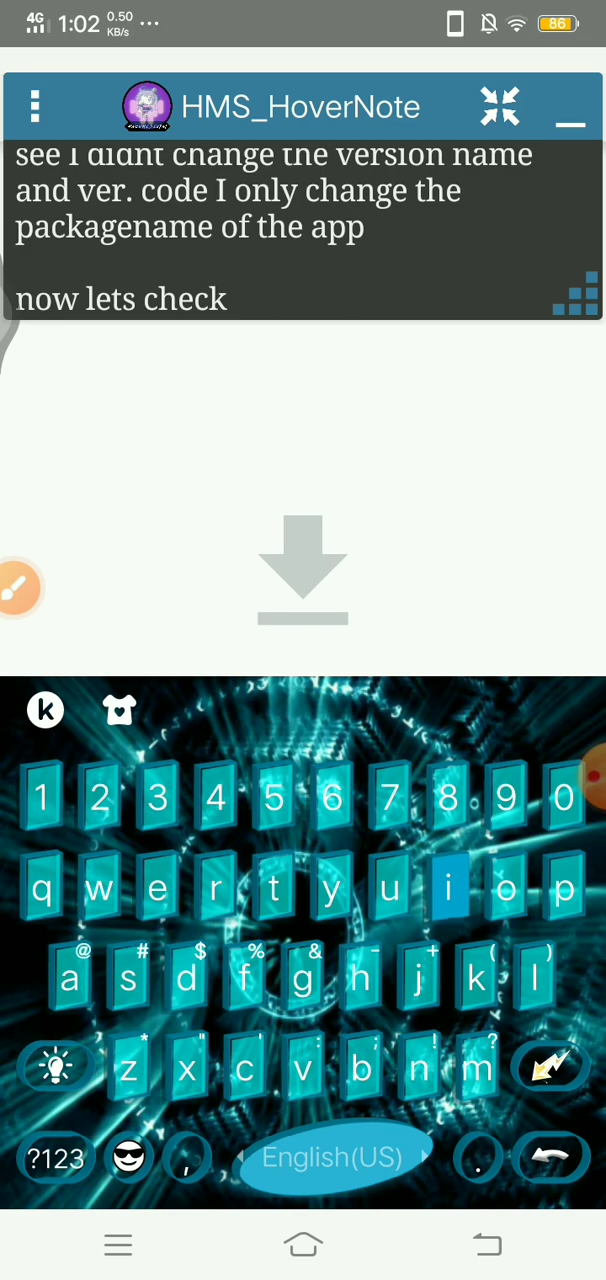 4G 1:02 0.50 KB/s ... 86
HMS_HoverNote
see I didnt change the version name
and ver. code I only change the
packagename of the app
now lets check
k
1 2 3 4 5 6 7 8 9 0
q w e r t y u i o p
@ # $ % & - + ( )
a s d f g h j k l
* " ' : ; ! ?
z x c v b n m
?123 , English(US) .